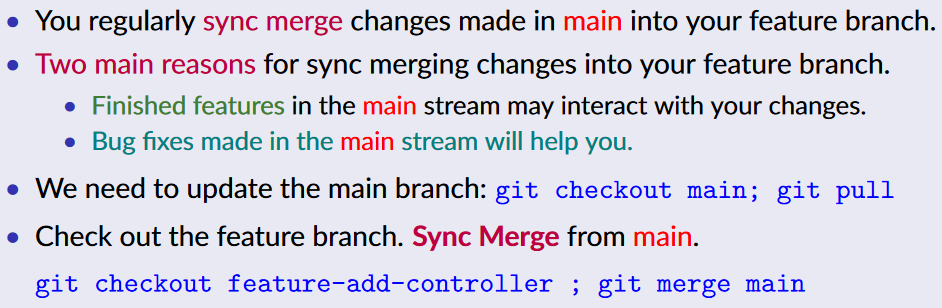 • You regularly sync merge changes made in main into your feature branch.
• Two main reasons for sync merging changes into your feature branch.
• Finished features in the main stream may interact with your changes.
• Bug fixes made in the main stream will help you.
• We need to update the main branch: git checkout main; git pull
• Check out the feature branch. Sync Merge from main.
git checkout feature-add-controller ; git merge main